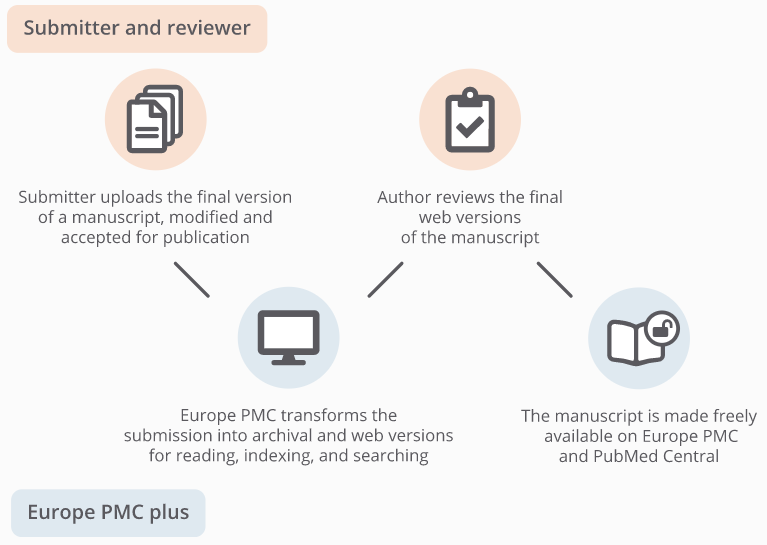 Submitter and reviewer
Submitter uploads the final version
of a manuscript, modified and
accepted for publication
Author reviews the final
web versions
of the manuscript
Europe PMC transforms the
submission into archival and web versions
for reading, indexing, and searching
The manuscript is made freely
available on Europe PMC
and PubMed Central
Europe PMC plus